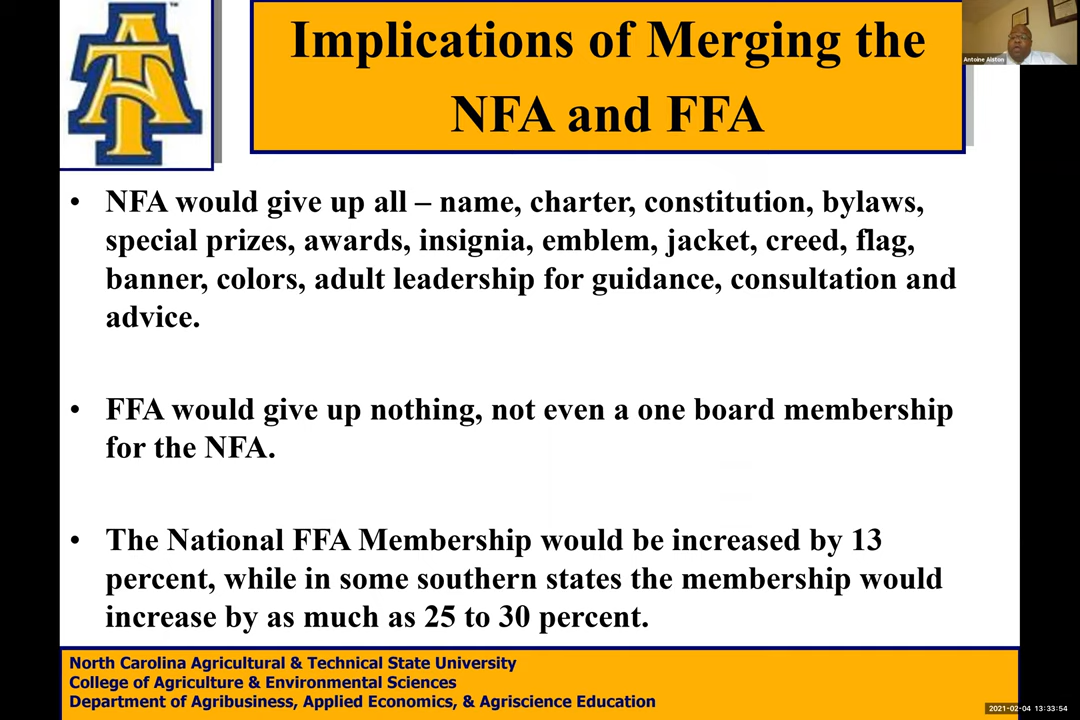 Implications of Merging the
NFA and FFA
AT
TM
Antoine Alston
• NFA would give up all – name, charter, constitution, bylaws,
special prizes, awards, insignia, emblem, jacket, creed, flag,
banner, colors, adult leadership for guidance, consultation and
advice.
• FFA would give up nothing, not even a one board membership
for the NFA.
• The National FFA Membership would be increased by 13
percent, while in some southern states the membership would
increase by as much as 25 to 30 percent.
North Carolina Agricultural & Technical State University
College of Agriculture & Environmental Sciences
Department of Agribusiness, Applied Economics, & Agriscience Education
2021-02-04 13:33:54